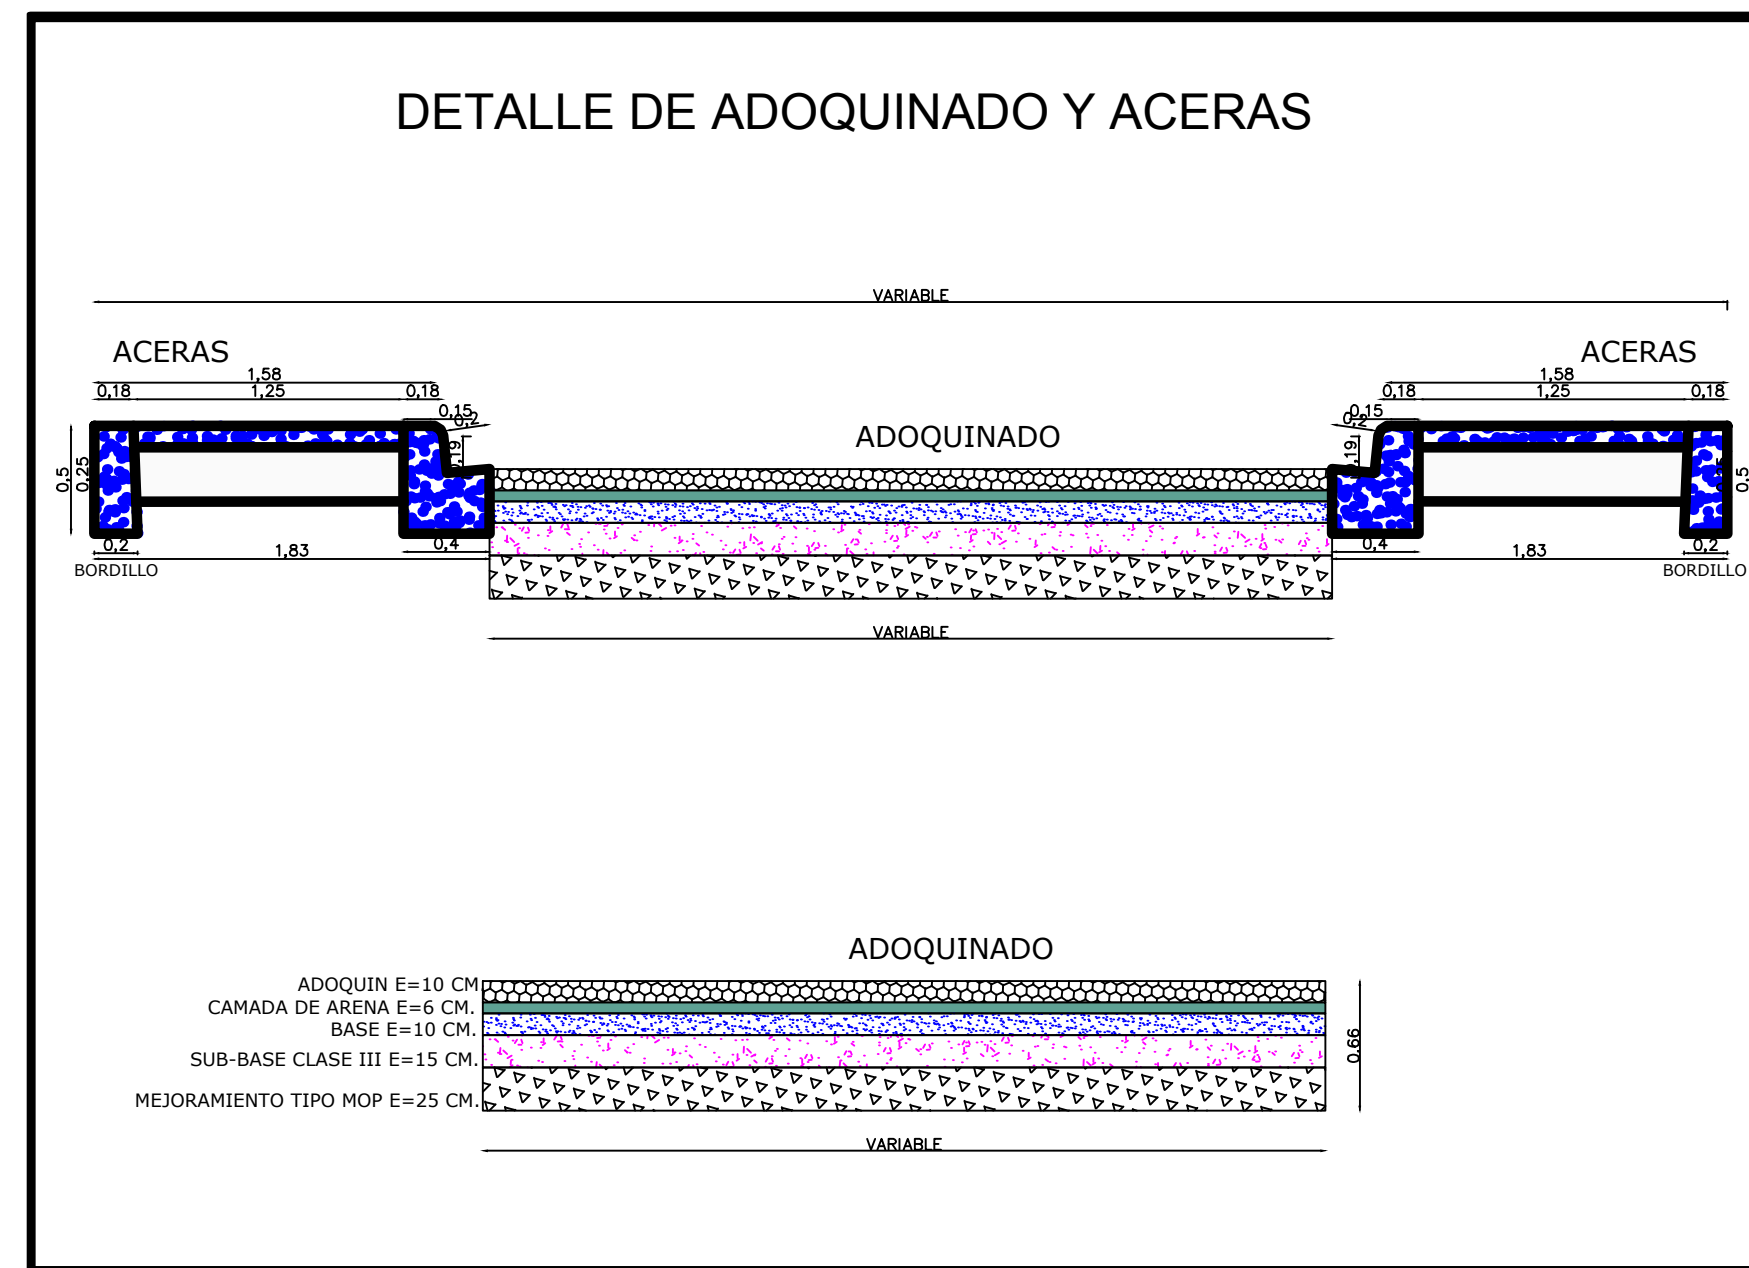 DETALLE DE ADOQUINADO Y ACERAS
VARIABLE
ACERAS
ACERAS
1,58
1,58
0,18 1,25 0,18
0,18 1,25 0,18
0,15
0,2
0,15
0,2
ADOQUINADO
0,19
0,19
0,5
0,25
0,5
0,2
1,83
0,4
0,4
1,83
0,2
BORDILLO
BORDILLO
VARIABLE
ADOQUINADO
ADOQUIN E=10 CM
CAMADA DE ARENA E=6 CM.
BASE E=10 CM.
SUB-BASE CLASE III E=15 CM.
MEJORAMIENTO TIPO MOP E=25 CM.
0,66
VARIABLE